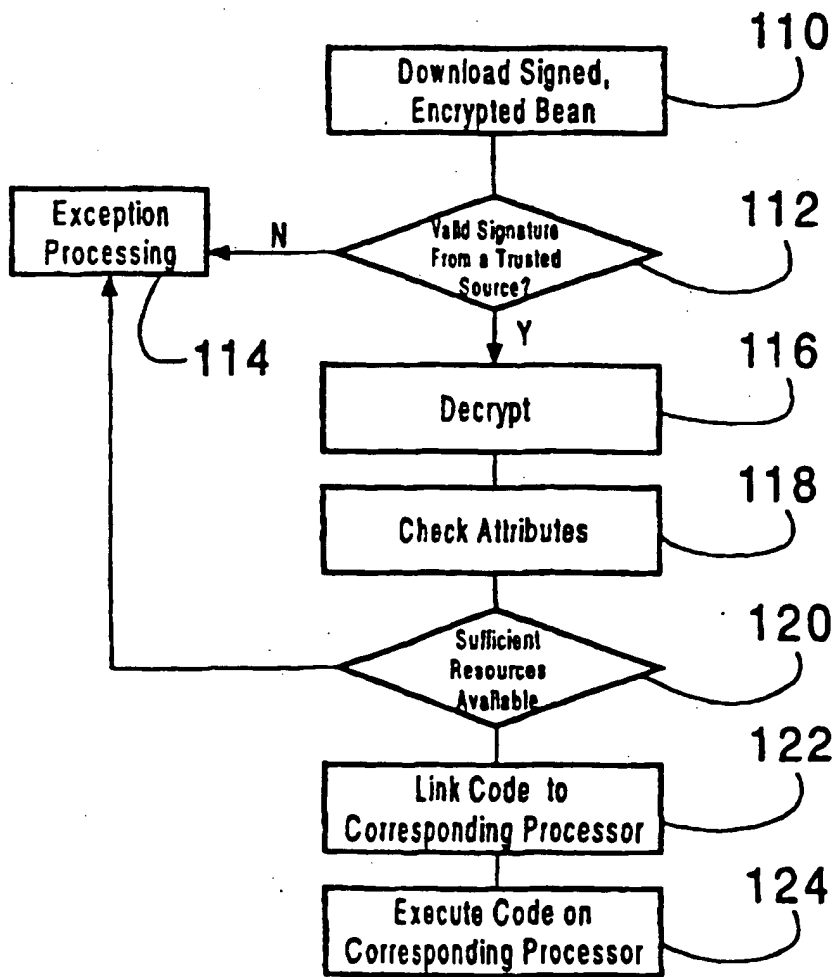 110
Download Signed,
Encrypted Bean
112
Valid Signature
From a Trusted
Source?
N
Exception
Processing
114
Y
116
Decrypt
118
Check Attributes
120
Sufficient
Resources
Available
122
Link Code to
Corresponding Processor
124
Execute Code on
Corresponding Processor